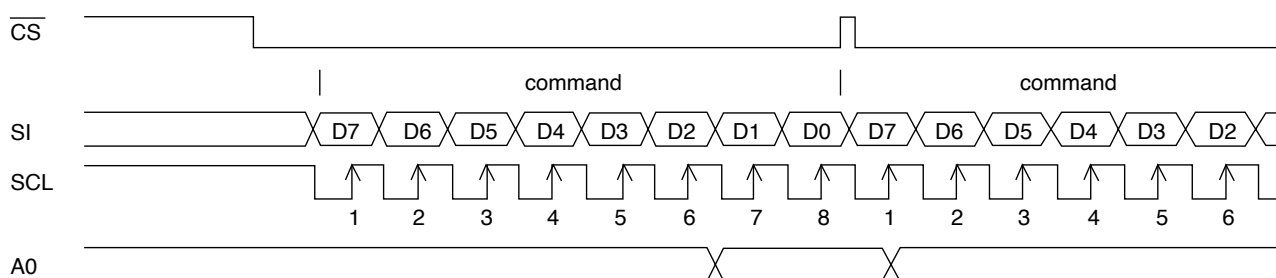 C̅S̅
command command
SI D7 D6 D5 D4 D3 D2 D1 D0 D7 D6 D5 D4 D3 D2
SCL
1 2 3 4 5 6 7 8 1 2 3 4 5 6
A0